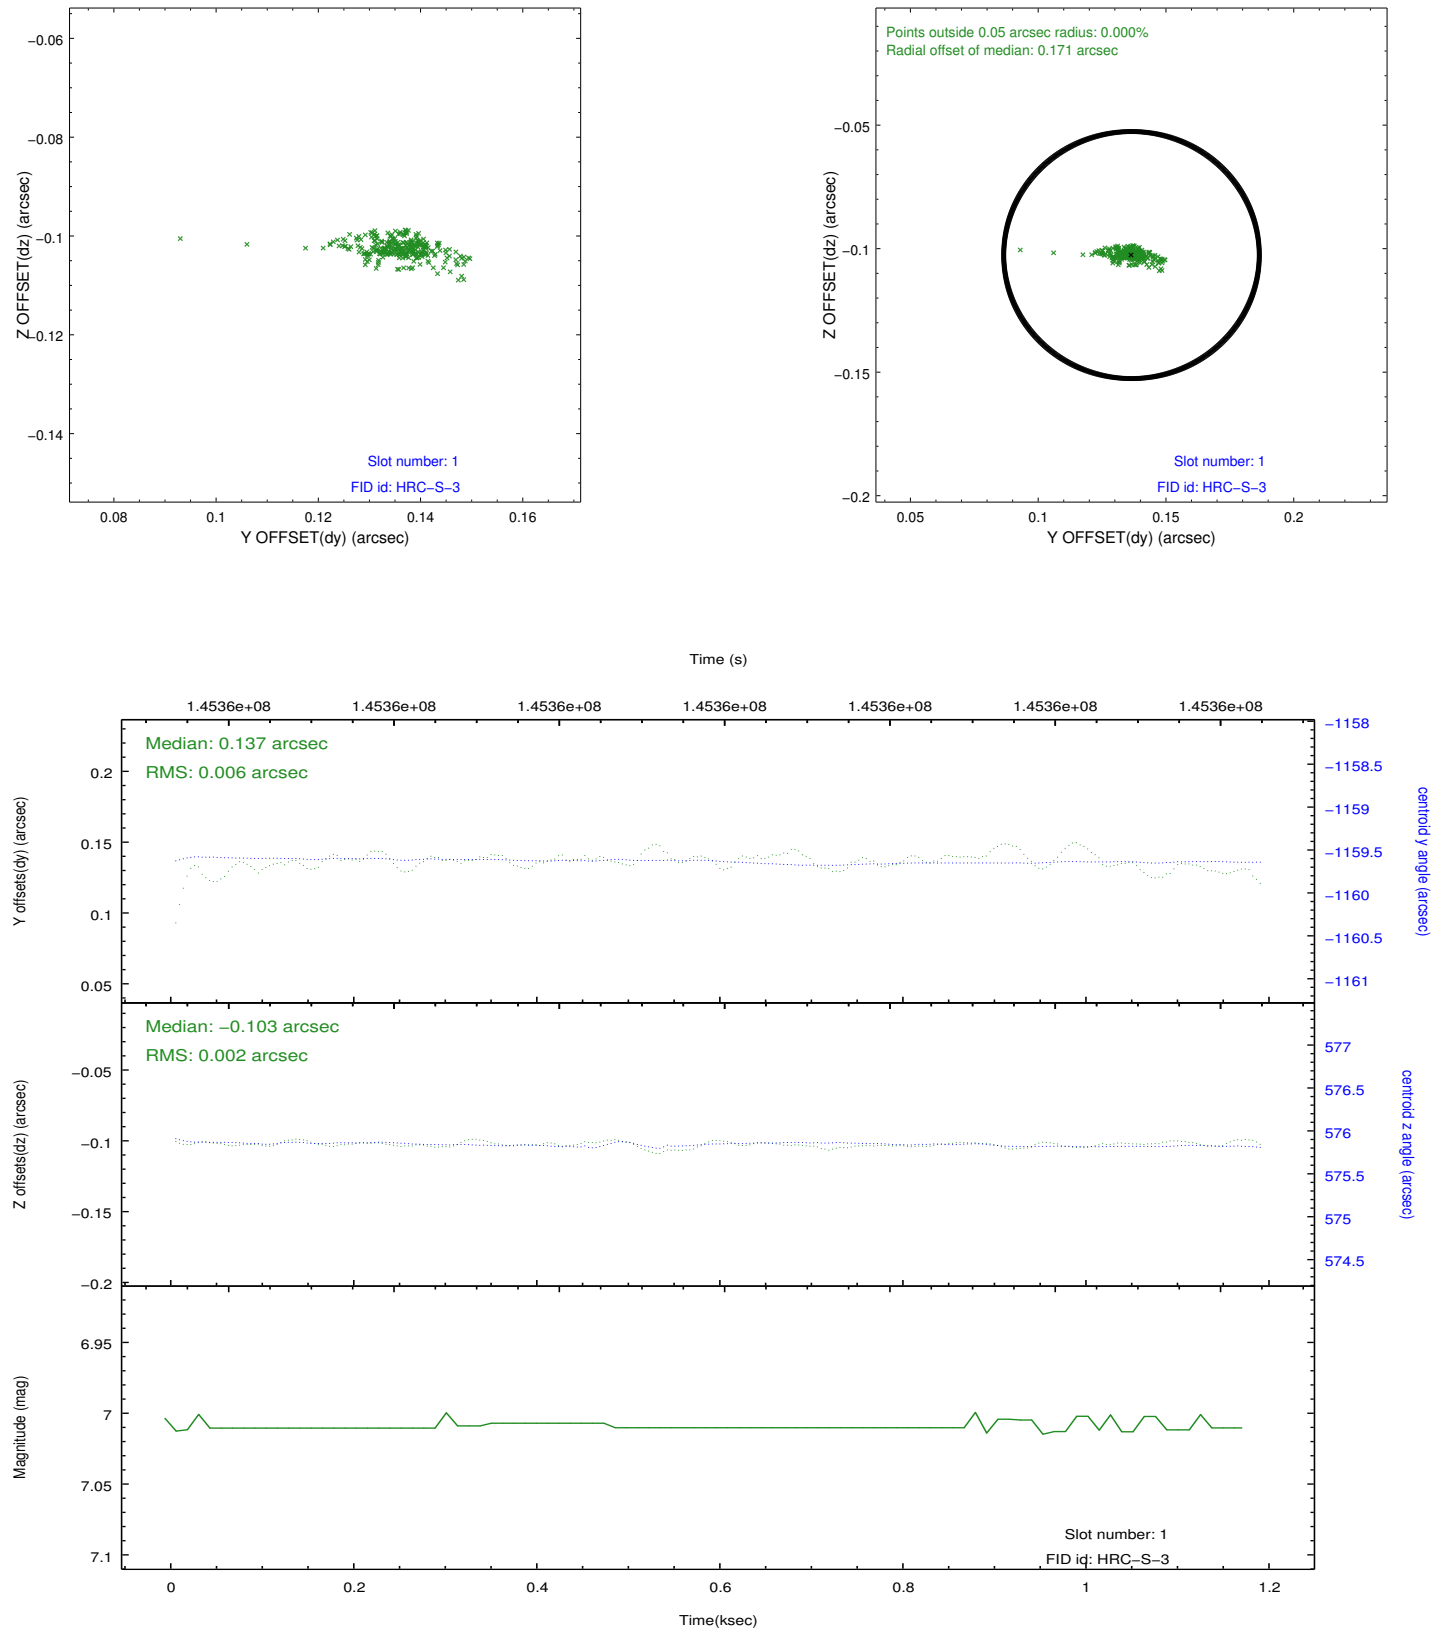 Points outside 0.05 arcsec radius: 0.000%
Radial offset of median: 0.171 arcsec
−0.06
−0.08
−0.1
−0.12
−0.14
Z OFFSET(dz) (arcsec)
Slot number: 1
FID id: HRC−S−3
0.08 0.1 0.12 0.14 0.16
Y OFFSET(dy) (arcsec)
−0.05
−0.1
−0.15
−0.2
Z OFFSET(dz) (arcsec)
Slot number: 1
FID id: HRC−S−3
0.05 0.1 0.15 0.2
Y OFFSET(dy) (arcsec)
Time (s)
1.4536e+08 1.4536e+08 1.4536e+08 1.4536e+08 1.4536e+08 1.4536e+08 1.4536e+08
Median: 0.137 arcsec
RMS: 0.006 arcsec
0.2
0.15
0.1
0.05
Y offsets(dy) (arcsec)
−1158
−1158.5
−1159
−1159.5
−1160
−1160.5
−1161
centroid y angle (arcsec)
Median: −0.103 arcsec
RMS: 0.002 arcsec
−0.05
−0.1
−0.15
−0.2
Z offsets(dz) (arcsec)
577
576.5
576
575.5
575
574.5
centroid z angle (arcsec)
6.95
7
7.05
7.1
Magnitude (mag)
Slot number: 1
FID id: HRC−S−3
0 0.2 0.4 0.6 0.8 1 1.2
Time(ksec)